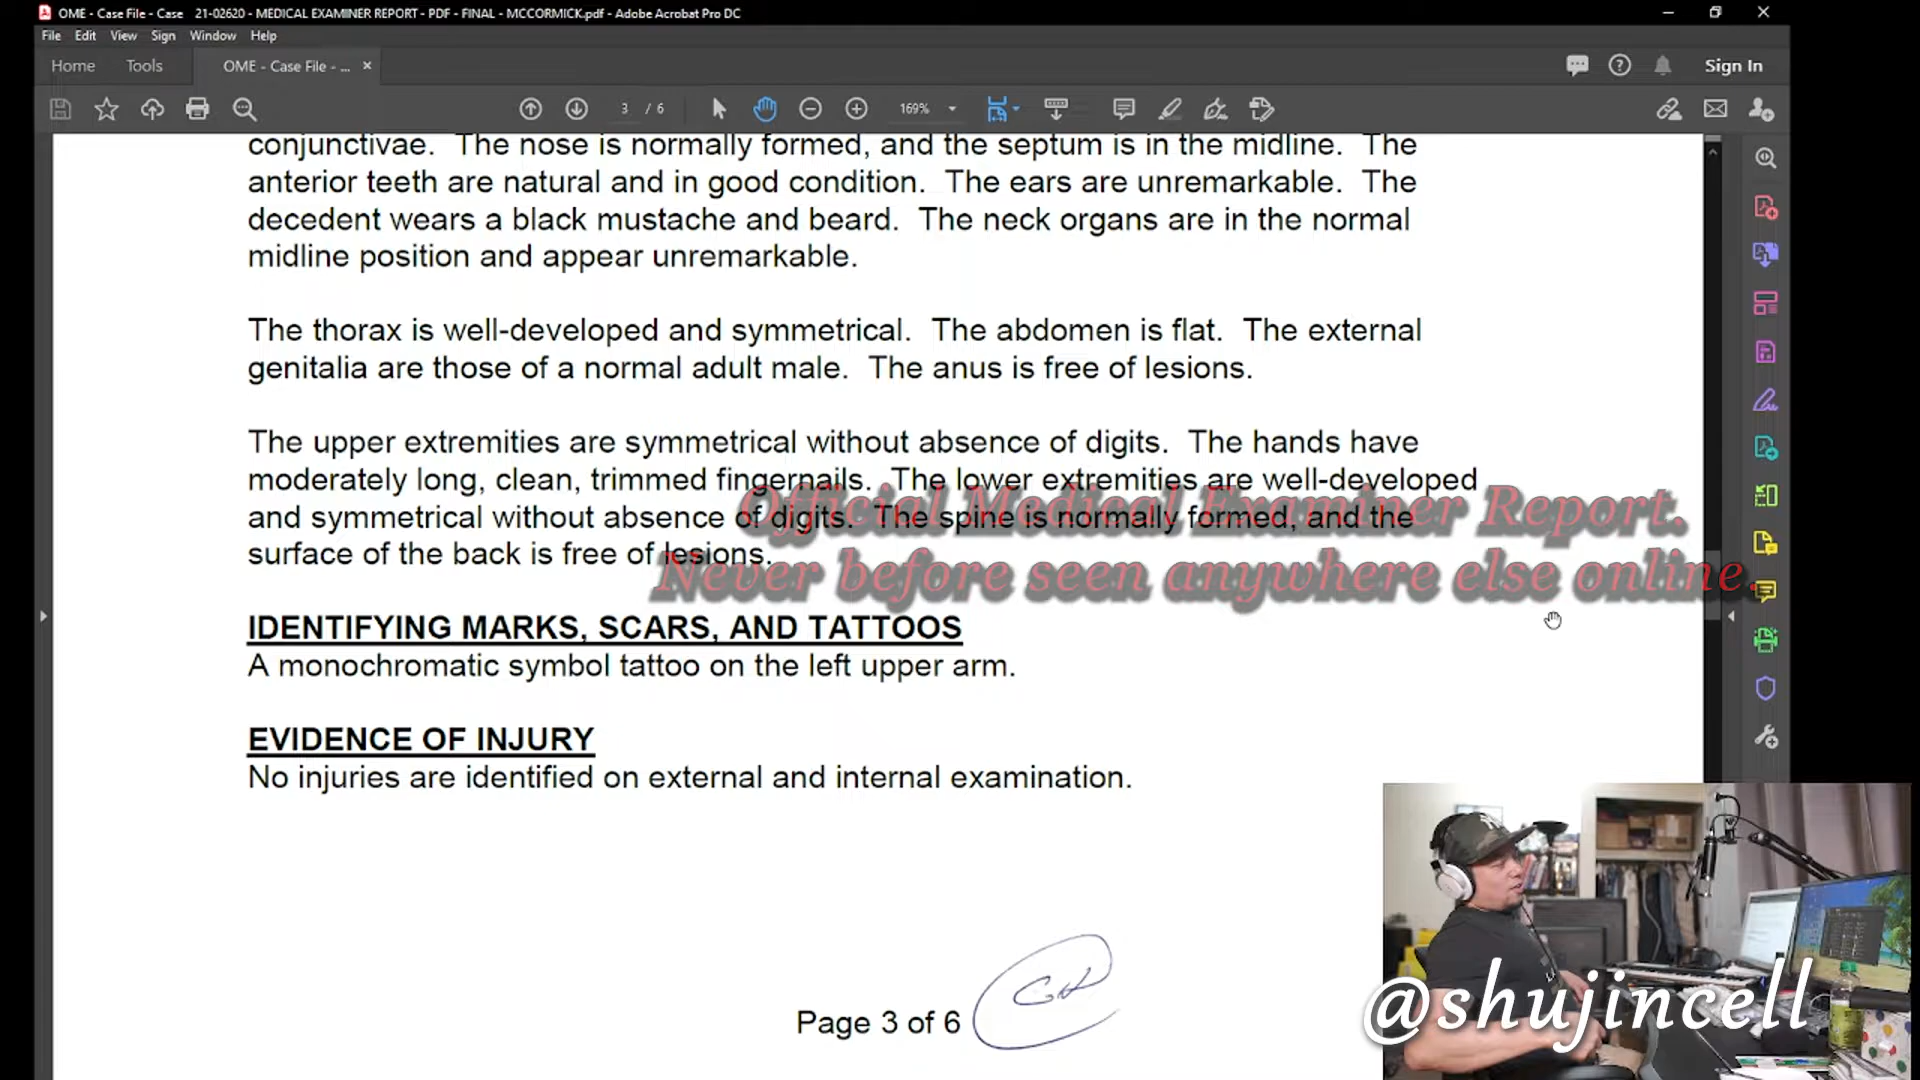 OME - Case File - Case 21-02620 - MEDICAL EXAMINER REPORT - PDF - FINAL - MCCORMICK.pdf - Adobe Acrobat Pro DC
File Edit View Sign Window Help
Home Tools OME - Case File - ... × Sign In
3 / 6 169%
conjunctivae. The nose is normally formed, and the septum is in the midline. The
anterior teeth are natural and in good condition. The ears are unremarkable. The
decedent wears a black mustache and beard. The neck organs are in the normal
midline position and appear unremarkable.
The thorax is well-developed and symmetrical. The abdomen is flat. The external
genitalia are those of a normal adult male. The anus is free of lesions.
The upper extremities are symmetrical without absence of digits. The hands have
moderately long, clean, trimmed fingernails. The lower extremities are well-developed
and symmetrical without absence of digits. The spine is normally formed, and the
surface of the back is free of lesions.
Official Medical Examiner Report.
Never before seen anywhere else online.
IDENTIFYING MARKS, SCARS, AND TATTOOS
A monochromatic symbol tattoo on the left upper arm.
EVIDENCE OF INJURY
No injuries are identified on external and internal examination.
Page 3 of 6
@shujincell